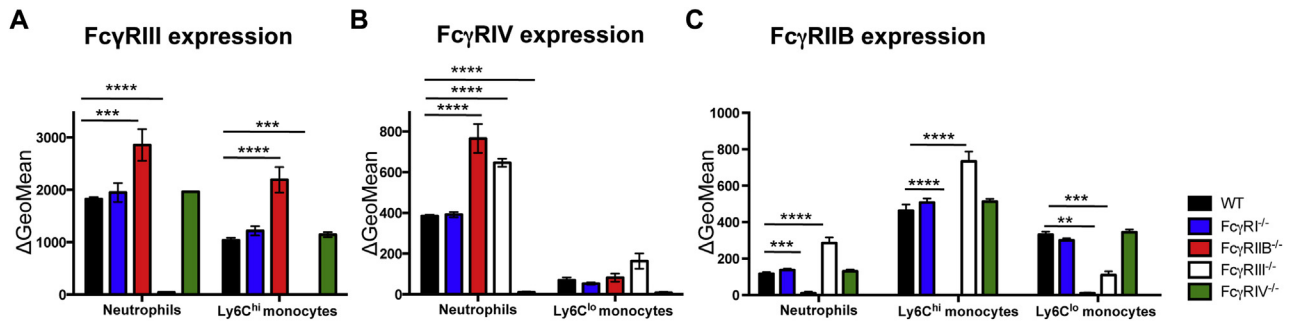 A
FcγRIII expression
****
***
***
****
ΔGeoMean
3000
2000
1000
0
Neutrophils
Ly6Chi monocytes
B
FcγRIV expression
****
****
****
ΔGeoMean
800
600
400
200
0
Neutrophils
Ly6Clo monocytes
C
FcγRIIB expression
****
***
****
****
***
**
ΔGeoMean
1000
800
600
400
200
0
Neutrophils
Ly6Chi monocytes
Ly6Clo monocytes
WT
FcγRI-/-
FcγRIIB-/-
FcγRIII-/-
FcγRIV-/-